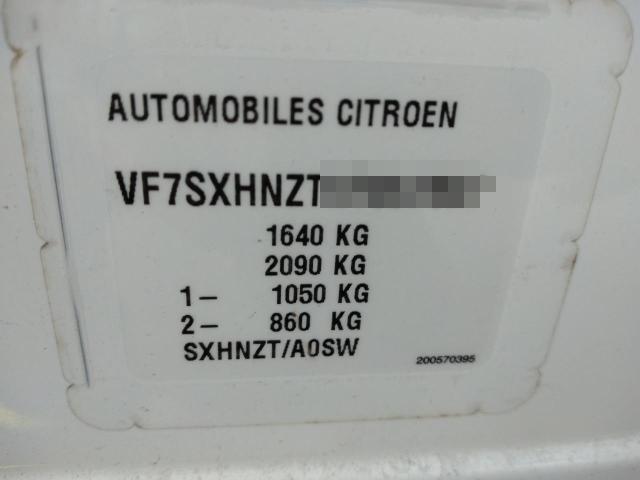 AUTOMOBILES CITROEN
VF7SXHNZT
1640 KG
2090 KG
1- 1050 KG
2- 860 KG
SXHNZT/A0SW
200570395